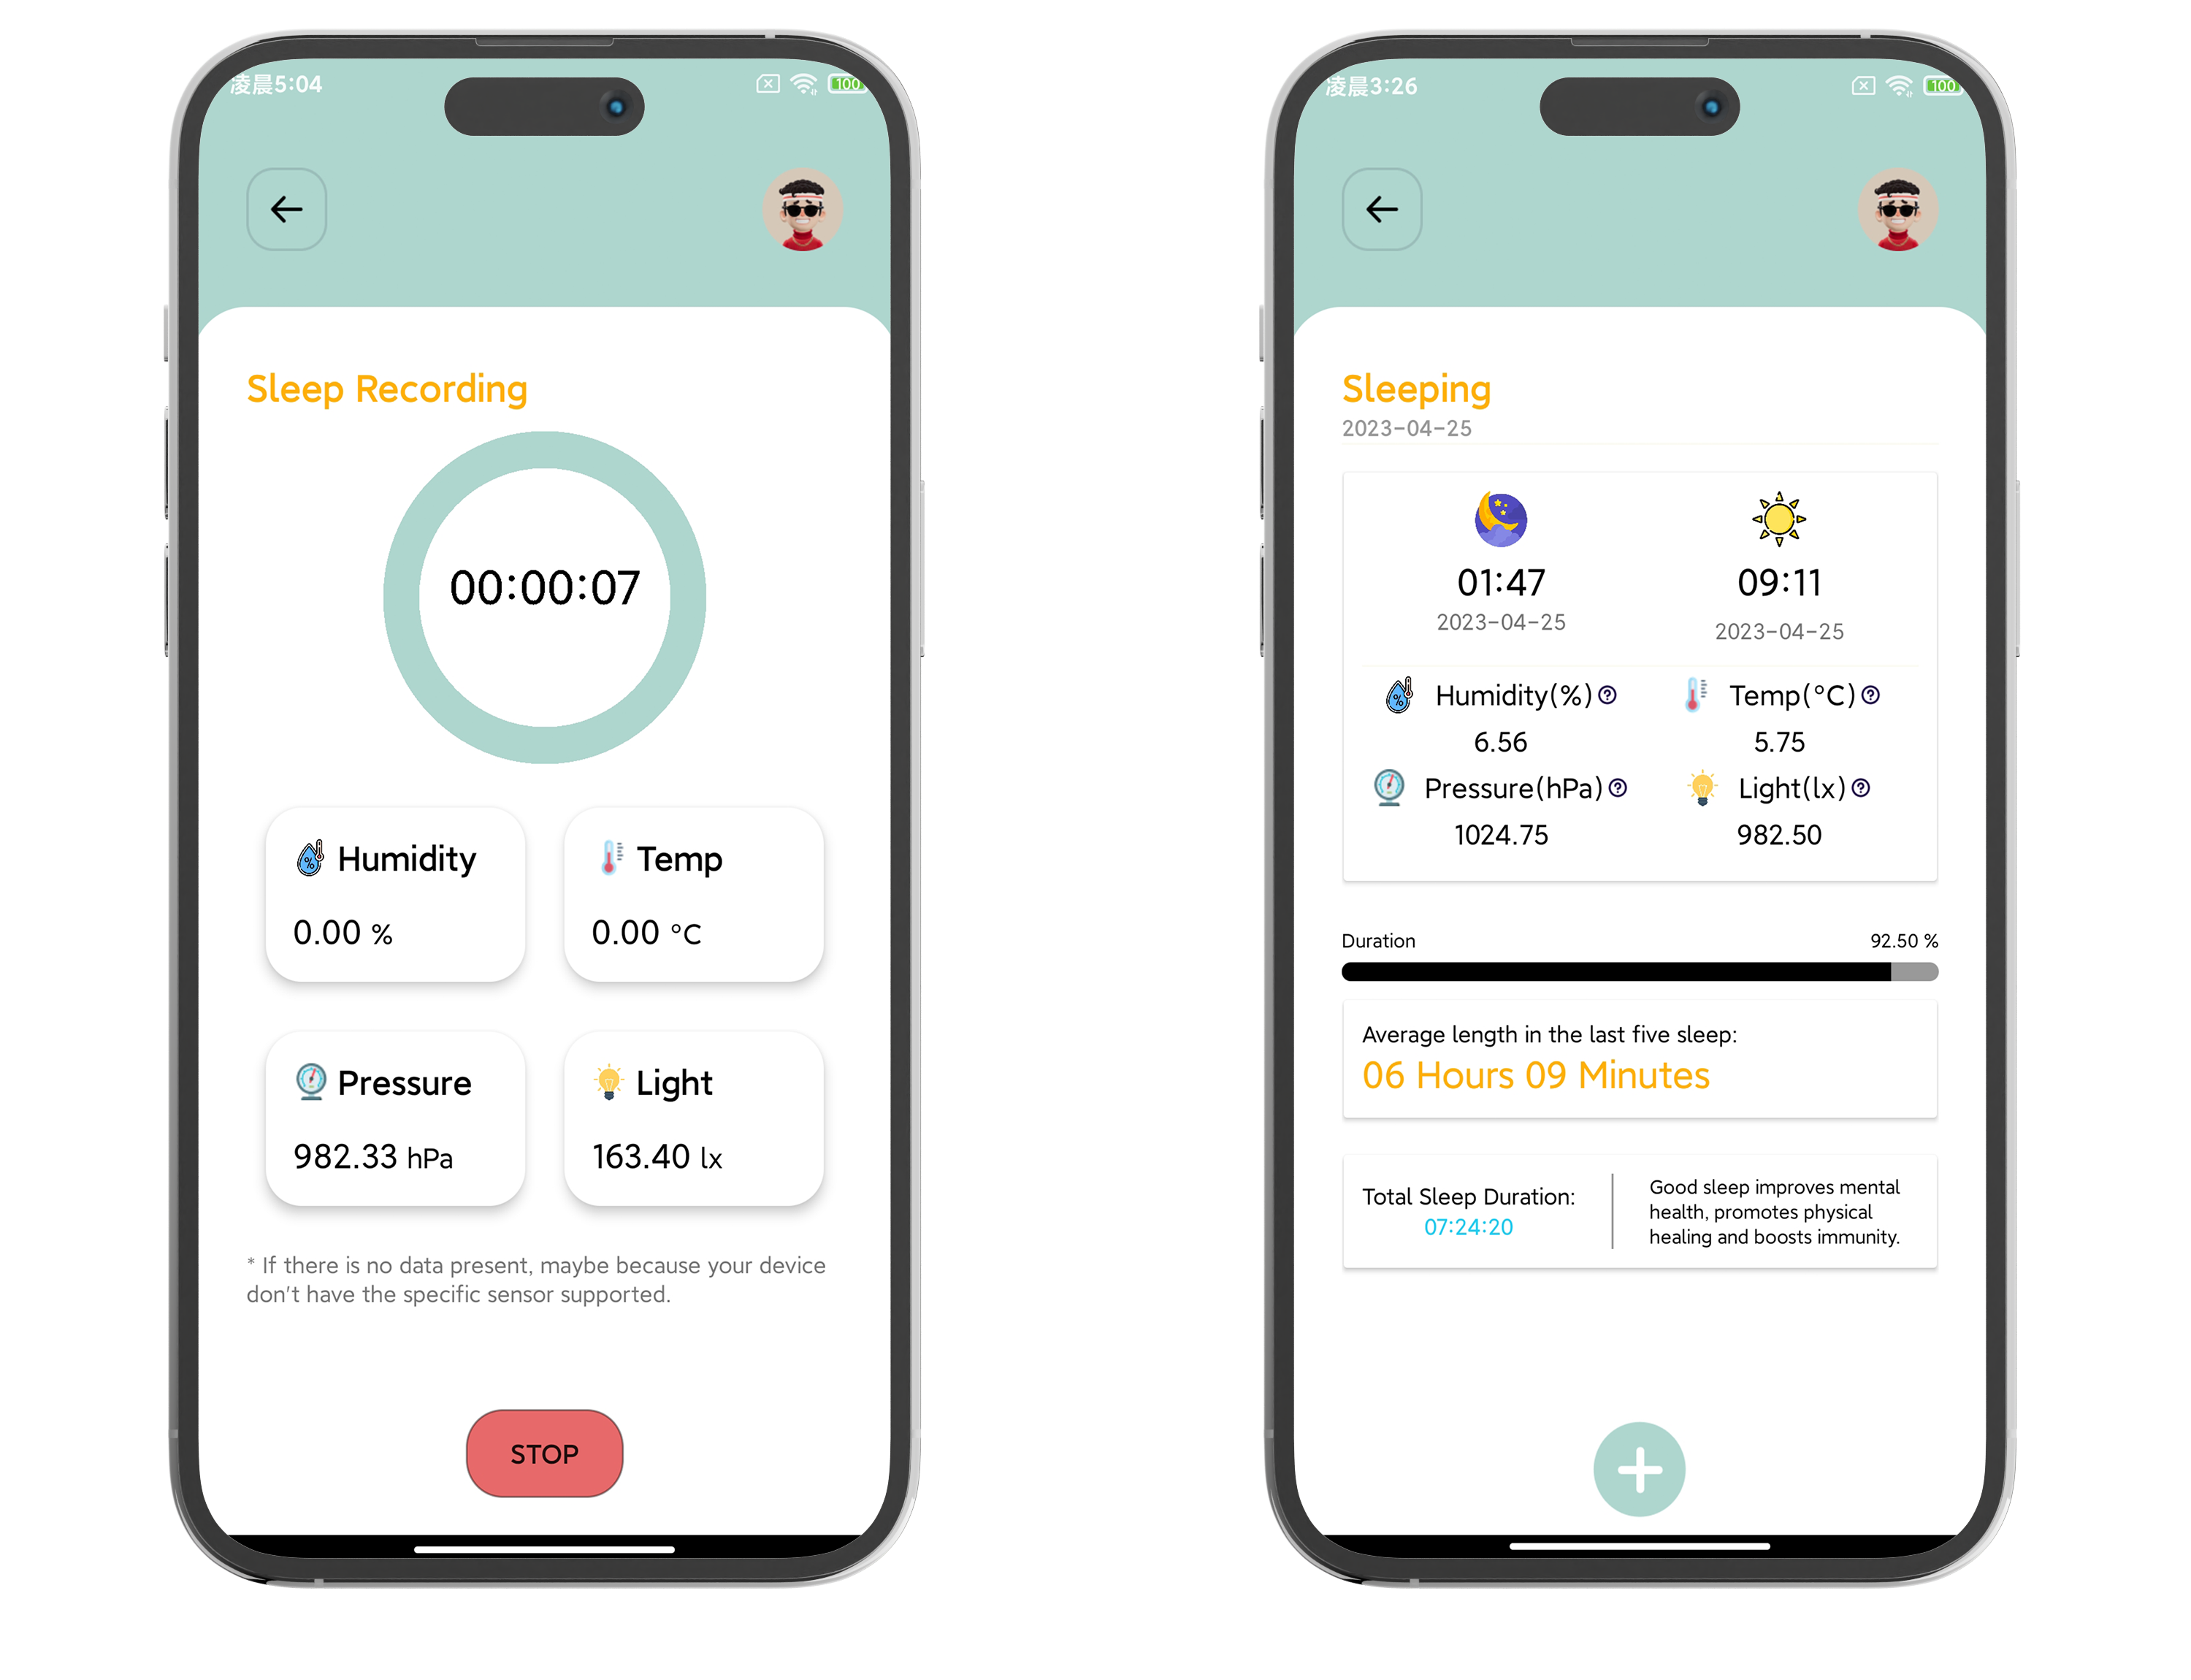 凌晨5:04
100
Sleep Recording
00:00:07
Humidity
0.00 %
Temp
0.00 °C
Pressure
982.33 hPa
Light
163.40 lx
* If there is no data present, maybe because your device
don't have the specific sensor supported.
STOP
凌晨3:26
100
Sleeping
2023-04-25
01:47
2023-04-25
09:11
2023-04-25
Humidity(%)
6.56
Temp(°C)
5.75
Pressure(hPa)
1024.75
Light(lx)
982.50
Duration
92.50 %
Average length in the last five sleep:
06 Hours 09 Minutes
Total Sleep Duration:
07:24:20
Good sleep improves mental
health, promotes physical
healing and boosts immunity.